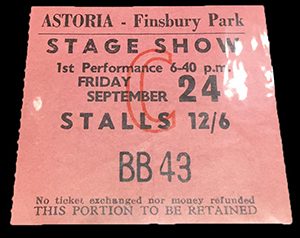 ASTORIA - Finsbury Park
STAGE SHOW
1st Performance 6-40 p.m.
FRIDAY
SEPTEMBER 24
C
STALLS 12/6
BB 43
No ticket exchanged nor money refunded
THIS PORTION TO BE RETAINED